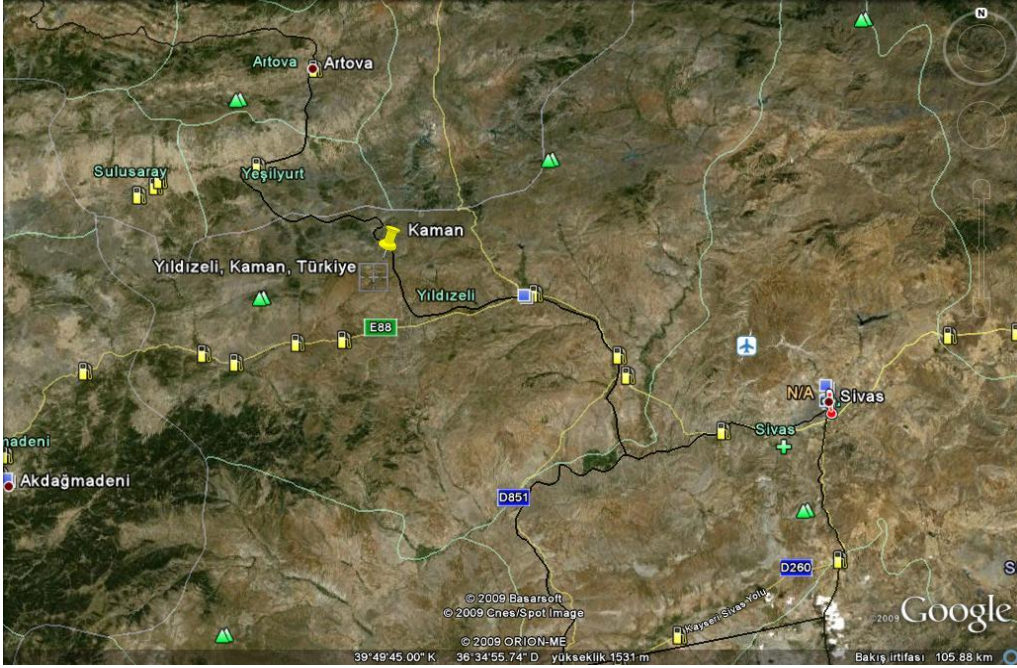 N
Artova Artova
Sulusaray
Yeşilyurt
Kaman
Yıldızeli, Kaman, Türkiye
Yıldızeli
E88
N/A Sivas
Sivas
madeni
Akdağmadeni
D851
D260
S
Kayseri Sivas Yolu
© 2009 Basarsoft
© 2009 Cnes/Spot Image
© 2009 ORION-ME
©2009 Google
39°49'45.00" K 36°34'55.74" D yükseklik 1531 m Bakış irtifası 105.88 km